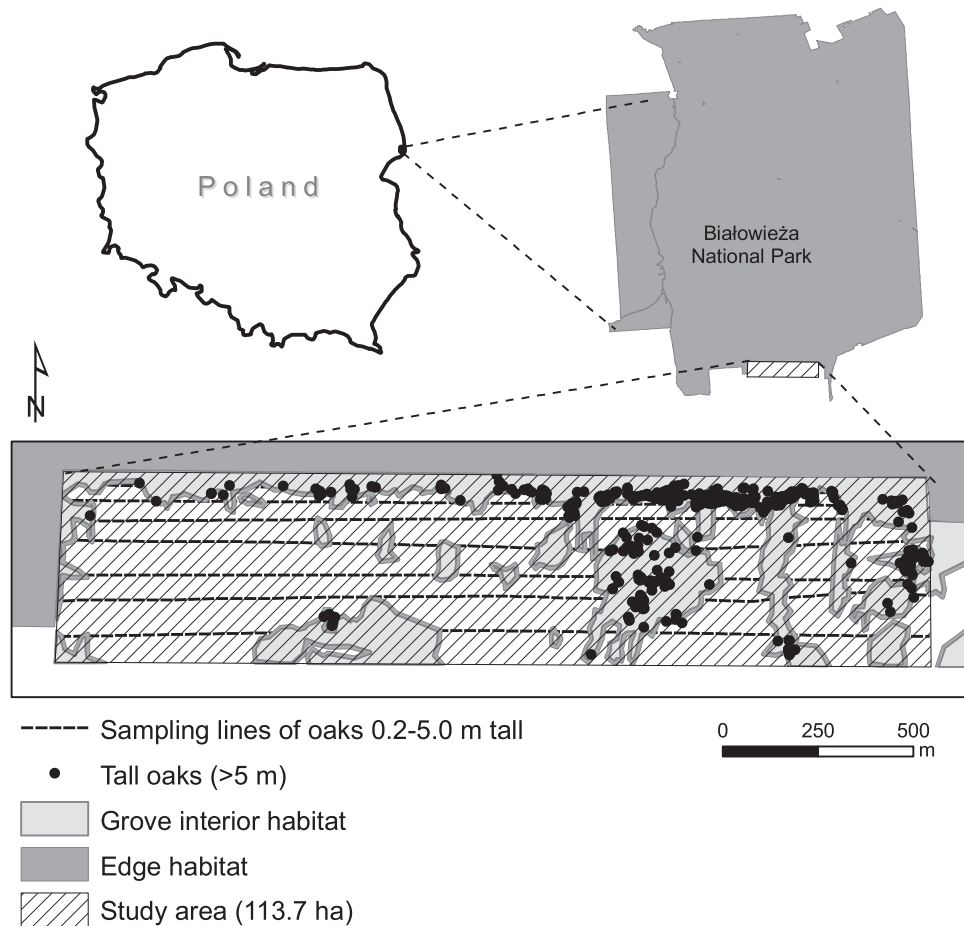 Poland
Białowieża
National Park
N
Sampling lines of oaks 0.2-5.0 m tall
0 250 500
m
Tall oaks (>5 m)
Grove interior habitat
Edge habitat
Study area (113.7 ha)